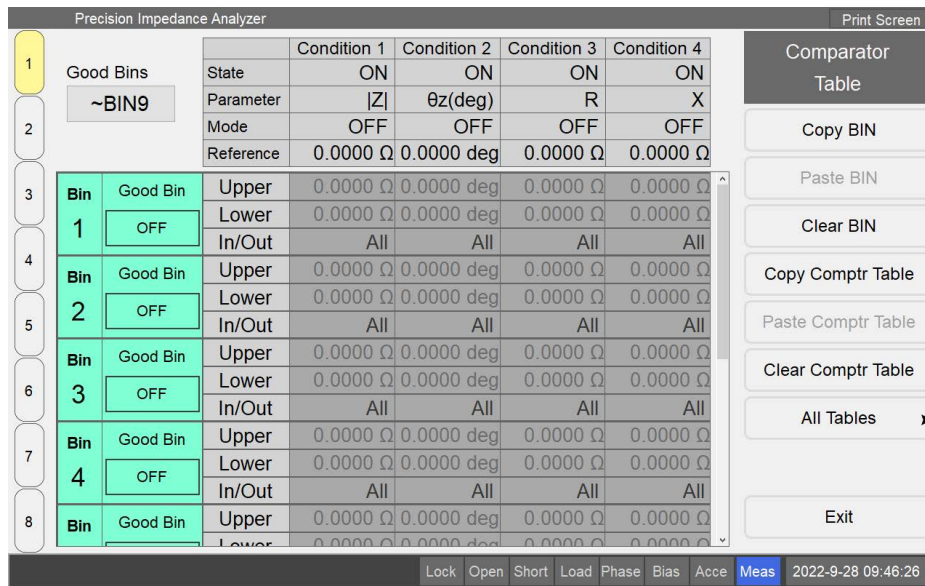 Precision Impedance Analyzer Print Screen
Condition 1 Condition 2 Condition 3 Condition 4
State ON ON ON ON
Parameter |Z| θz(deg) R X
Mode OFF OFF OFF OFF
Reference 0.0000 Ω 0.0000 deg 0.0000 Ω 0.0000 Ω
Good Bins
~BIN9
1
2
3
4
5
6
7
8
Bin 1 Good Bin OFF
Upper 0.0000 Ω 0.0000 deg 0.0000 Ω 0.0000 Ω
Lower 0.0000 Ω 0.0000 deg 0.0000 Ω 0.0000 Ω
In/Out All All All All
Bin 2 Good Bin OFF
Upper 0.0000 Ω 0.0000 deg 0.0000 Ω 0.0000 Ω
Lower 0.0000 Ω 0.0000 deg 0.0000 Ω 0.0000 Ω
In/Out All All All All
Bin 3 Good Bin OFF
Upper 0.0000 Ω 0.0000 deg 0.0000 Ω 0.0000 Ω
Lower 0.0000 Ω 0.0000 deg 0.0000 Ω 0.0000 Ω
In/Out All All All All
Bin 4 Good Bin OFF
Upper 0.0000 Ω 0.0000 deg 0.0000 Ω 0.0000 Ω
Lower 0.0000 Ω 0.0000 deg 0.0000 Ω 0.0000 Ω
In/Out All All All All
Bin Good Bin
Upper 0.0000 Ω 0.0000 deg 0.0000 Ω 0.0000 Ω
Lower 0.0000 Ω 0.0000 deg 0.0000 Ω 0.0000 Ω
Comparator
Table
Copy BIN
Paste BIN
Clear BIN
Copy Comptr Table
Paste Comptr Table
Clear Comptr Table
All Tables
Exit
Lock Open Short Load Phase Bias Acce Meas 2022-9-28 09:46:26